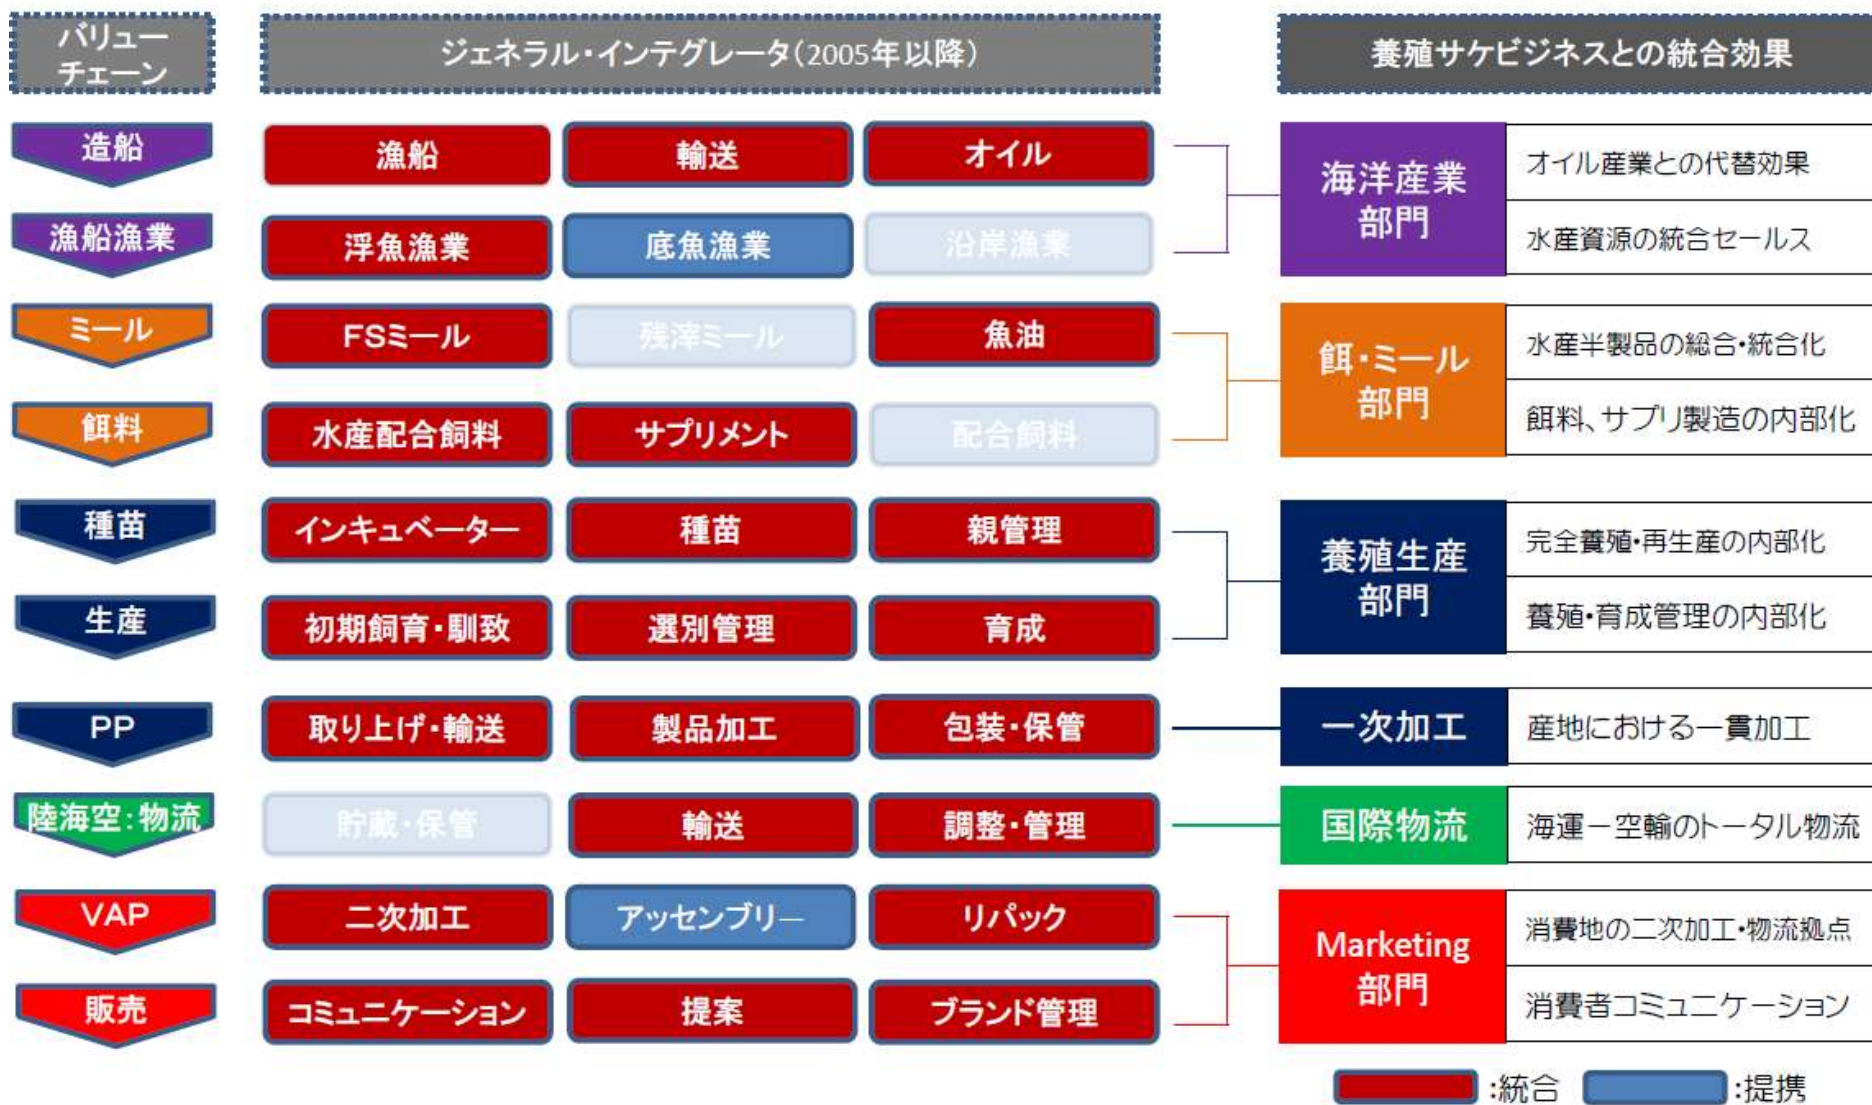 バリュー
チェーン
ジェネラル・インテグレータ(2005年以降)
養殖サケビジネスとの統合効果
造船
漁船
輸送
オイル
海洋産業
部門
オイル産業との代替効果
水産資源の統合セールス
漁船漁業
浮魚漁業
底魚漁業
沿岸漁業
ミール
FSミール
残滓ミール
魚油
餌・ミール
部門
水産半製品の総合・統合化
餌料、サプリ製造の内部化
餌料
水産配合飼料
サプリメント
配合飼料
種苗
インキュベーター
種苗
親管理
養殖生産
部門
完全養殖・再生産の内部化
養殖・育成管理の内部化
生産
初期飼育・馴致
選別管理
育成
PP
取り上げ・輸送
製品加工
包装・保管
一次加工
産地における一貫加工
陸海空:物流
貯蔵・保管
輸送
調整・管理
国際物流
海運－空輸のトータル物流
VAP
二次加工
アッセンブリ―
リパック
Marketing
部門
消費地の二次加工・物流拠点
消費者コミュニケーション
販売
コミュニケーション
提案
ブランド管理
:統合
:提携